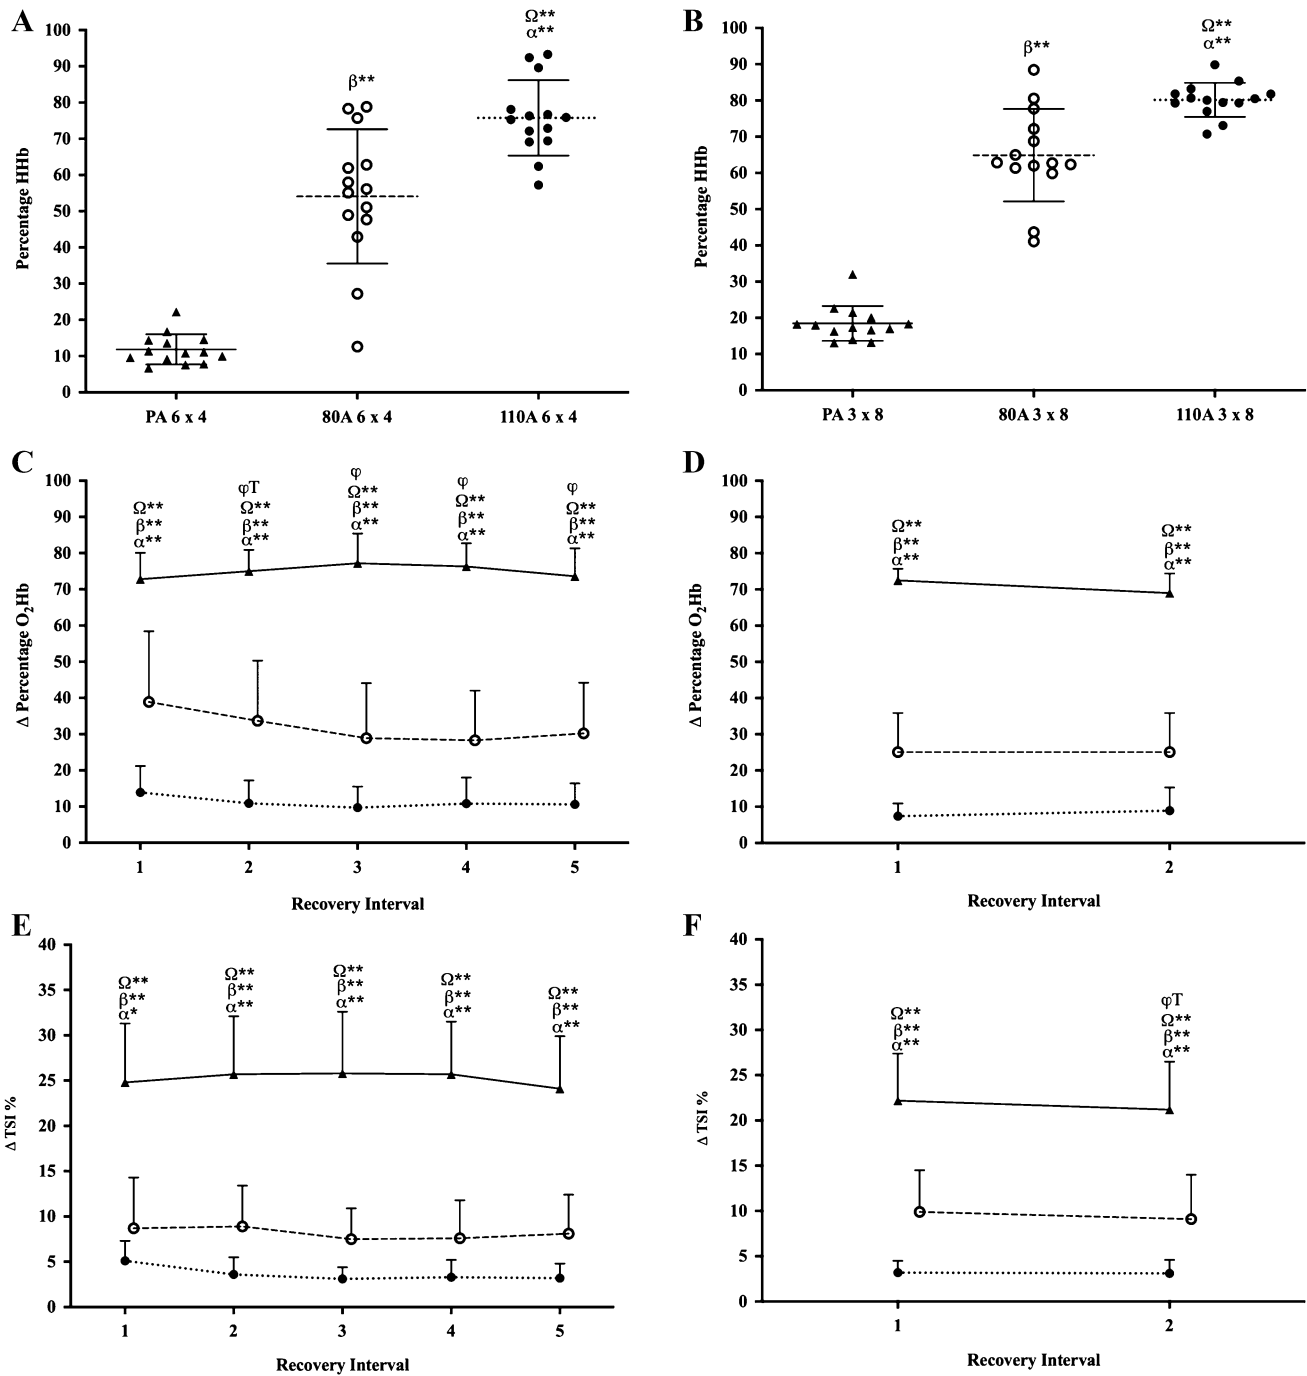 A
100
90
80
70
60
50
40
30
20
10
0
Percentage HHb
β**
Ω**
α**
PA 6 x 4
80A 6 x 4
110A 6 x 4
B
100
90
80
70
60
50
40
30
20
10
0
Percentage HHb
β**
Ω**
α**
PA 3 x 8
80A 3 x 8
110A 3 x 8
C
100
90
80
70
60
50
40
30
20
10
0
Δ Percentage O₂Hb
Ω**
β**
α**
φT
Ω**
β**
α**
φ
Ω**
β**
α**
φ
Ω**
β**
α**
φ
Ω**
β**
α**
1
2
3
4
5
Recovery Interval
D
100
90
80
70
60
50
40
30
20
10
0
Δ Percentage O₂Hb
Ω**
β**
α**
Ω**
β**
α**
1
2
Recovery Interval
E
40
35
30
25
20
15
10
5
0
Δ TSI %
Ω**
β**
α*
Ω**
β**
α**
Ω**
β**
α**
Ω**
β**
α**
Ω**
β**
α**
1
2
3
4
5
Recovery Interval
F
40
35
30
25
20
15
10
5
0
Δ TSI %
Ω**
β**
α**
φT
Ω**
β**
α**
1
2
Recovery Interval